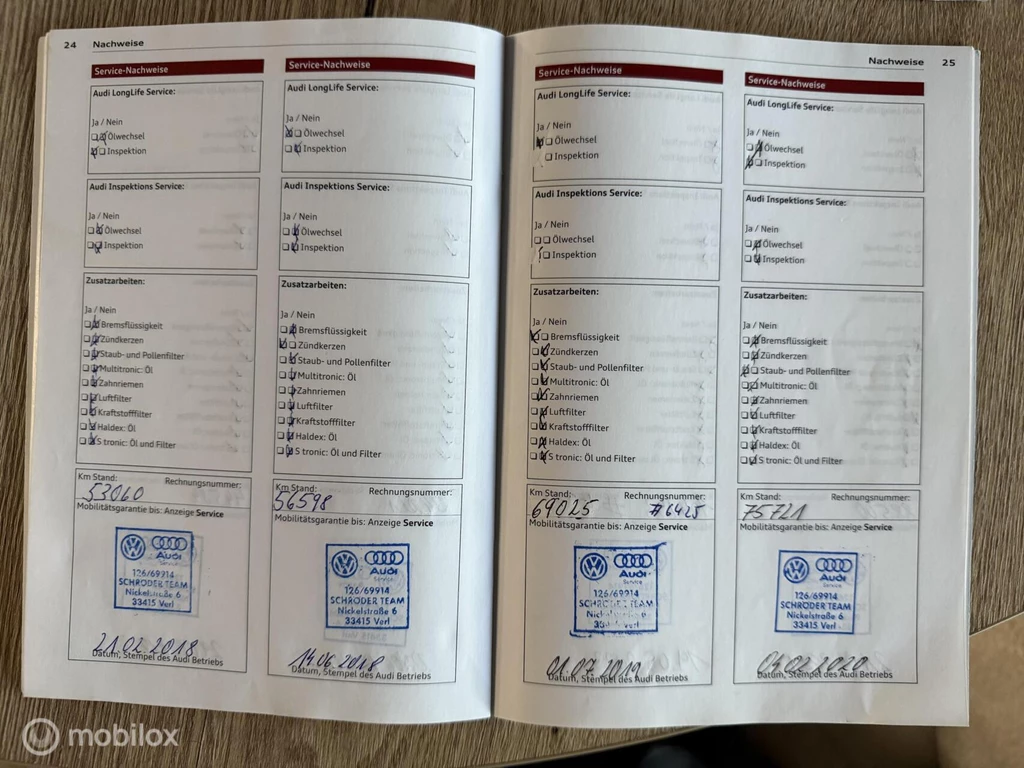 24 Nachweise
Service-Nachweise
Audi LongLife Service:
Ja / Nein
Ölwechsel
Inspektion
Audi Inspektions Service:
Ja / Nein
Ölwechsel
Inspektion
Zusatzarbeiten:
Ja / Nein
Bremsflüssigkeit
Zündkerzen
Staub- und Pollenfilter
Multitronic: Öl
Zahnriemen
Luftfilter
Kraftstofffilter
Haldex: Öl
S tronic: Öl und Filter
Km Stand: Rechnungsnummer:
53060
Mobilitätsgarantie bis: Anzeige Service
Audi
Service
126/69914
SCHRÖDER TEAM
Nickelstraße 6
33415 Verl
21.02.2018
Datum, Stempel des Audi Betriebs
Service-Nachweise
Audi LongLife Service:
Ja / Nein
Ölwechsel
Inspektion
Audi Inspektions Service:
Ja / Nein
Ölwechsel
Inspektion
Zusatzarbeiten:
Ja / Nein
Bremsflüssigkeit
Zündkerzen
Staub- und Pollenfilter
Multitronic: Öl
Zahnriemen
Luftfilter
Kraftstofffilter
Haldex: Öl
S tronic: Öl und Filter
Km Stand: Rechnungsnummer:
56598
Mobilitätsgarantie bis: Anzeige Service
Audi
Service
126/69914
SCHRÖDER TEAM
Nickelstraße 6
33415 Verl
14.06.2018
Datum, Stempel des Audi Betriebs
Nachweise 25
Service-Nachweise
Audi LongLife Service:
Ja / Nein
Ölwechsel
Inspektion
Audi Inspektions Service:
Ja / Nein
Ölwechsel
Inspektion
Zusatzarbeiten:
Ja / Nein
Bremsflüssigkeit
Zündkerzen
Staub- und Pollenfilter
Multitronic: Öl
Zahnriemen
Luftfilter
Kraftstofffilter
Haldex: Öl
S tronic: Öl und Filter
Km Stand: Rechnungsnummer:
69025 #6425
Mobilitätsgarantie bis: Anzeige Service
Audi
Service
126/69914
SCHRÖDER TEAM
Nickelstraße 6
Verl
01.07.2019
Datum, Stempel des Audi Betriebs
Service-Nachweise
Audi LongLife Service:
Ja / Nein
Ölwechsel
Inspektion
Audi Inspektions Service:
Ja / Nein
Ölwechsel
Inspektion
Zusatzarbeiten:
Ja / Nein
Bremsflüssigkeit
Zündkerzen
Staub- und Pollenfilter
Multitronic: Öl
Zahnriemen
Luftfilter
Kraftstofffilter
Haldex: Öl
S tronic: Öl und Filter
Km Stand: Rechnungsnummer:
75721
Mobilitätsgarantie bis: Anzeige Service
Audi
Service
126/69914
SCHRÖDER TEAM
Nickelstraße 6
33415 Verl
04.02.2020
Datum, Stempel des Audi Betriebs
mobilox